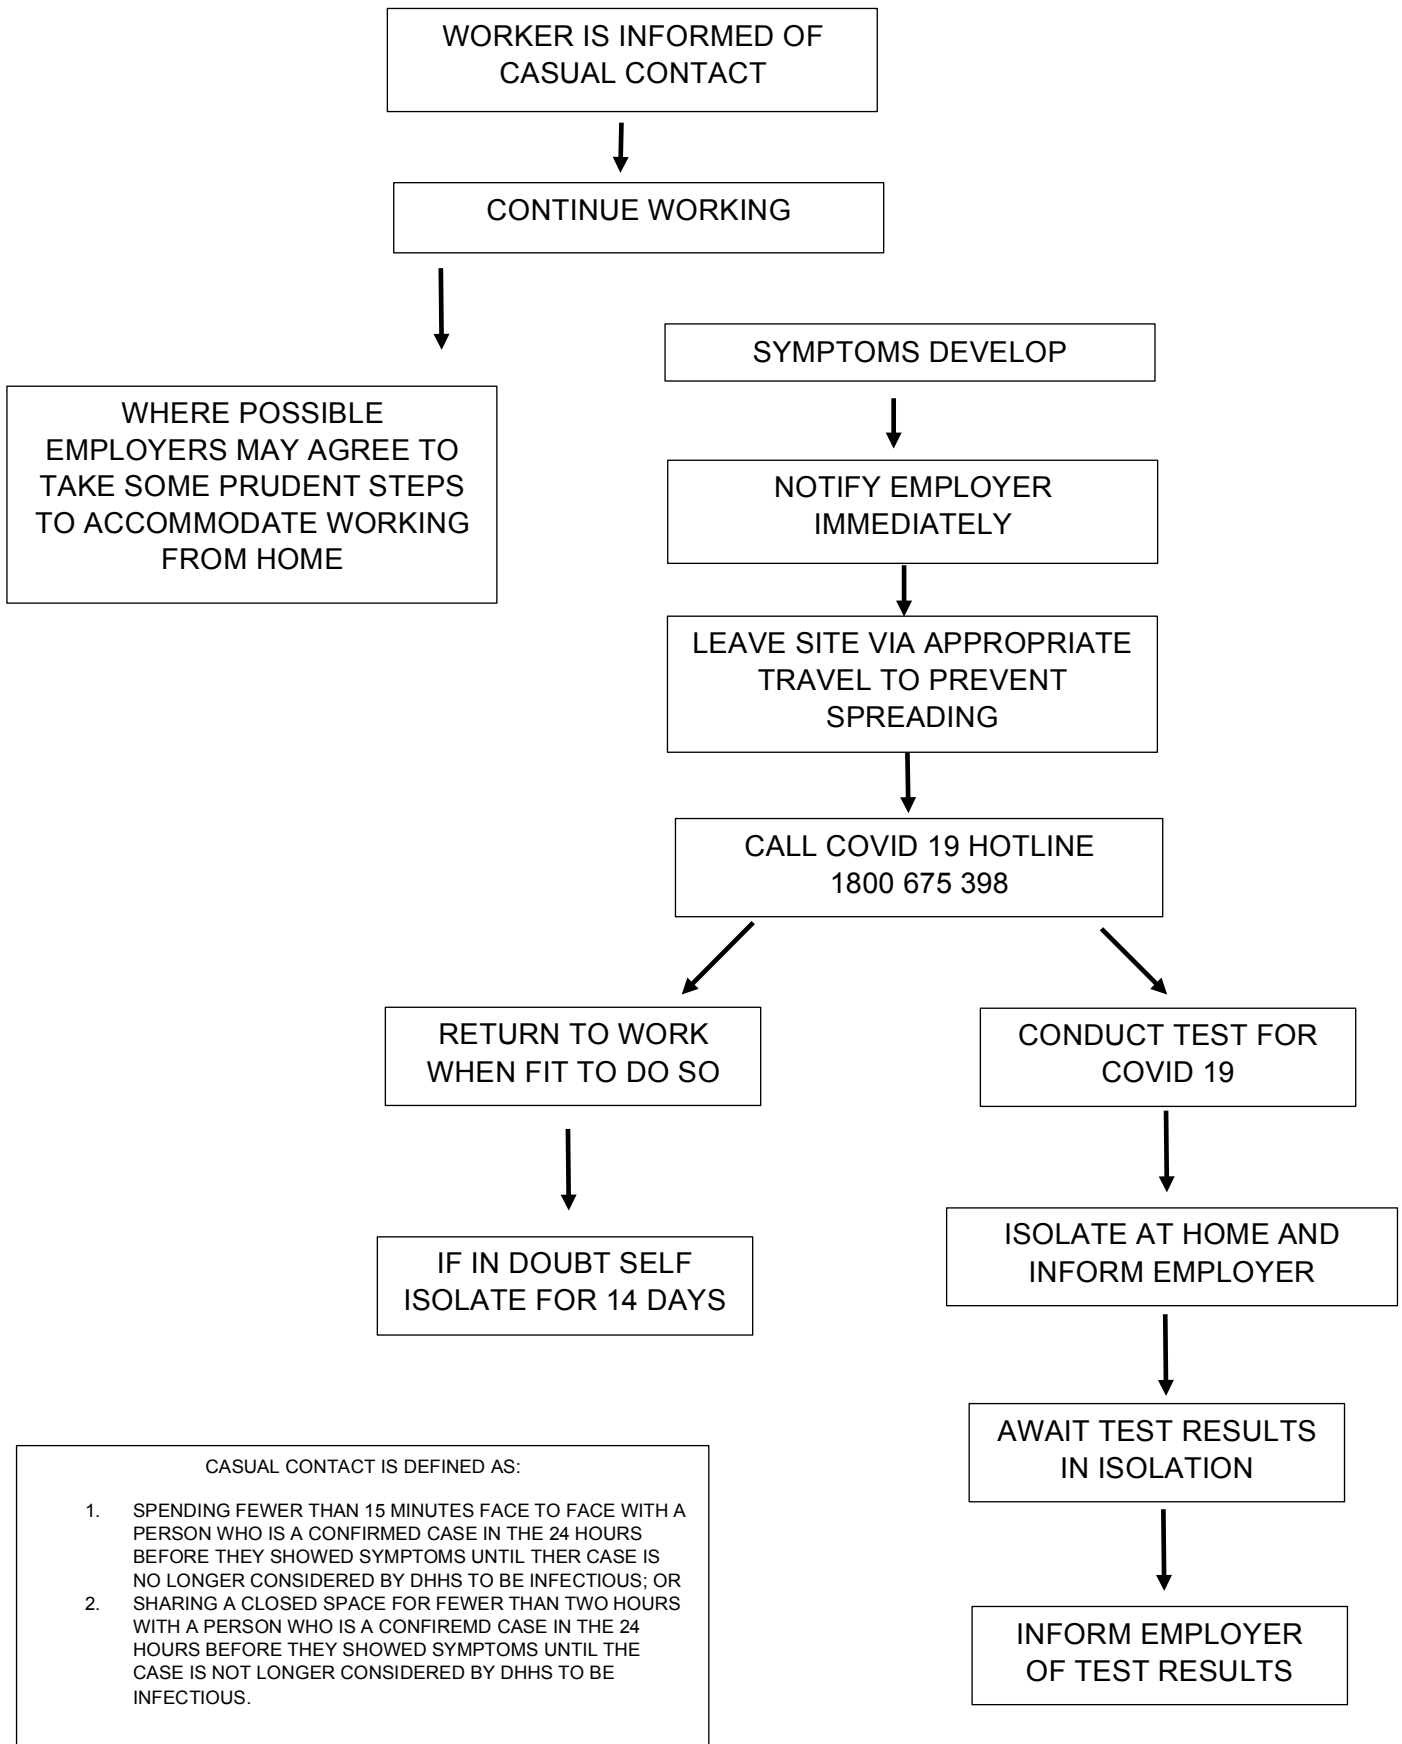 WORKER IS INFORMED OF
CASUAL CONTACT
CONTINUE WORKING
WHERE POSSIBLE
EMPLOYERS MAY AGREE TO
TAKE SOME PRUDENT STEPS
TO ACCOMMODATE WORKING
FROM HOME
SYMPTOMS DEVELOP
NOTIFY EMPLOYER
IMMEDIATELY
LEAVE SITE VIA APPROPRIATE
TRAVEL TO PREVENT
SPREADING
CALL COVID 19 HOTLINE
1800 675 398
RETURN TO WORK
WHEN FIT TO DO SO
IF IN DOUBT SELF
ISOLATE FOR 14 DAYS
CONDUCT TEST FOR
COVID 19
ISOLATE AT HOME AND
INFORM EMPLOYER
AWAIT TEST RESULTS
IN ISOLATION
INFORM EMPLOYER
OF TEST RESULTS
CASUAL CONTACT IS DEFINED AS:
1. SPENDING FEWER THAN 15 MINUTES FACE TO FACE WITH A
PERSON WHO IS A CONFIRMED CASE IN THE 24 HOURS
BEFORE THEY SHOWED SYMPTOMS UNTIL THER CASE IS
NO LONGER CONSIDERED BY DHHS TO BE INFECTIOUS; OR
2. SHARING A CLOSED SPACE FOR FEWER THAN TWO HOURS
WITH A PERSON WHO IS A CONFIREMD CASE IN THE 24
HOURS BEFORE THEY SHOWED SYMPTOMS UNTIL THE
CASE IS NOT LONGER CONSIDERED BY DHHS TO BE
INFECTIOUS.